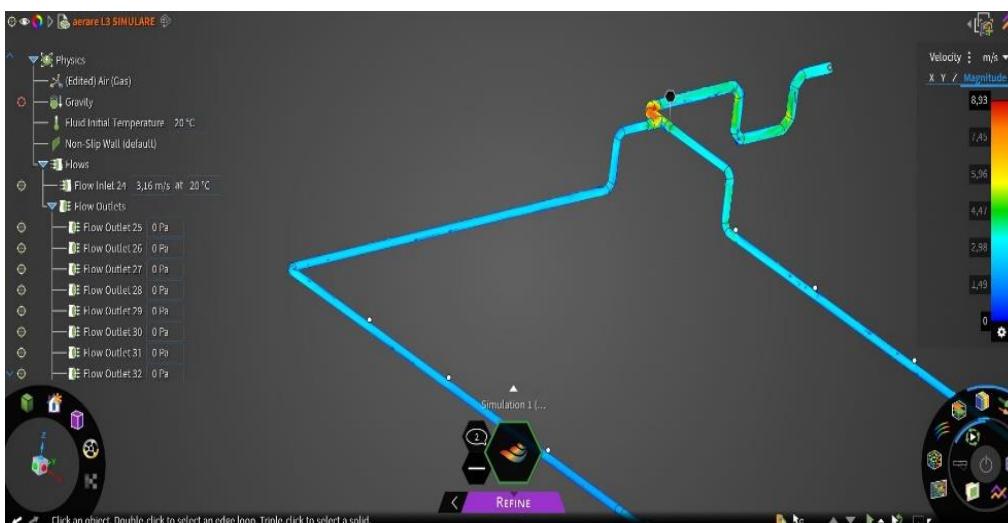 aerare L3 SIMULARE
Physics
(Edited) Air (Gas)
Gravity
Fluid Initial Temperature 20 °C
Non-Slip Wall (default)
Flows
Flow Inlet 24 3,16 m/s at 20 °C
Flow Outlets
Flow Outlet 25 0 Pa
Flow Outlet 26 0 Pa
Flow Outlet 27 0 Pa
Flow Outlet 28 0 Pa
Flow Outlet 29 0 Pa
Flow Outlet 30 0 Pa
Flow Outlet 31 0 Pa
Flow Outlet 32 0 Pa
Velocity m/s
X Y Z Magnitude
8,93
7,45
5,96
4,47
2,98
1,49
0
Simulation 1 (...
2
REFINE
Z
Click an object. Double click to select an edge loop. Triple click to select a solid.